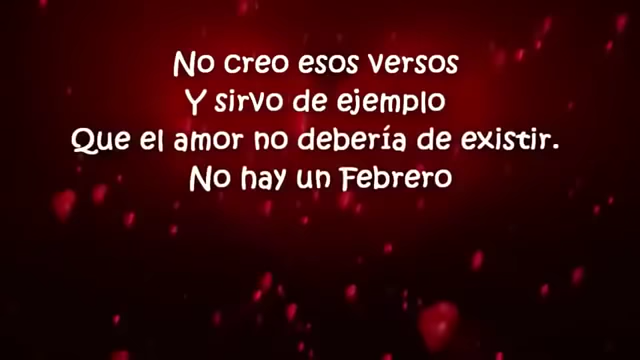 No creo esos versos
Y sirvo de ejemplo
Que el amor no debería de existir.
No hay un Febrero